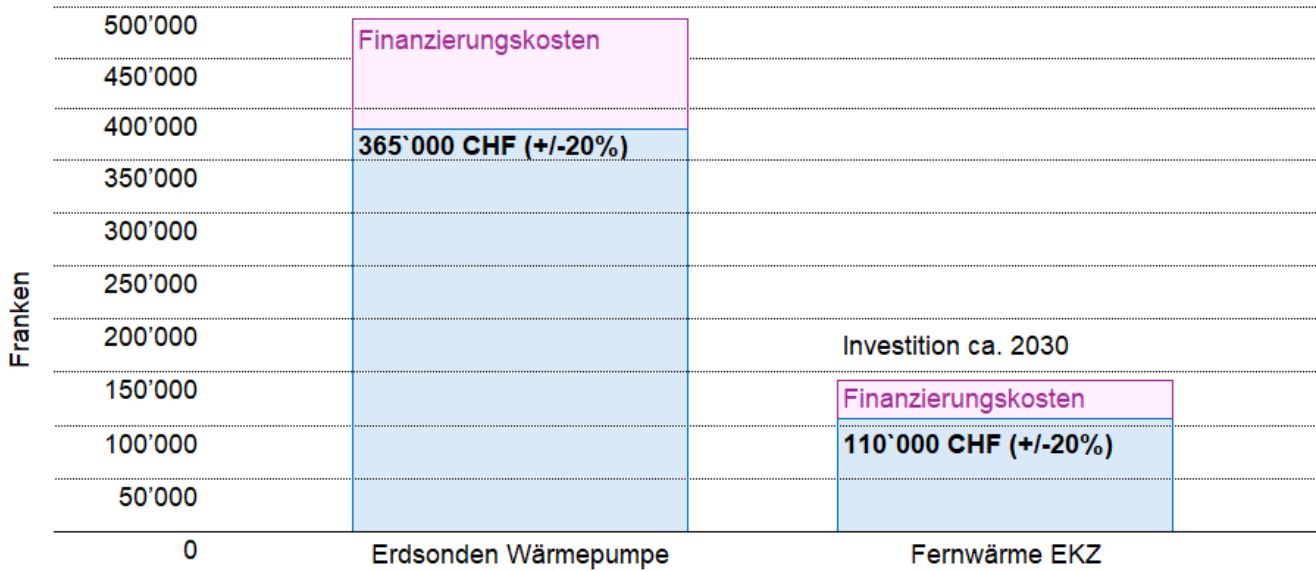 500’000
Finanzierungskosten
450’000
400’000
365`000 CHF (+/-20%)
350’000
300’000
250’000
Franken
200’000
Investition ca. 2030
150’000
Finanzierungskosten
100’000
110`000 CHF (+/-20%)
50’000
0
Erdsonden Wärmepumpe
Fernwärme EKZ